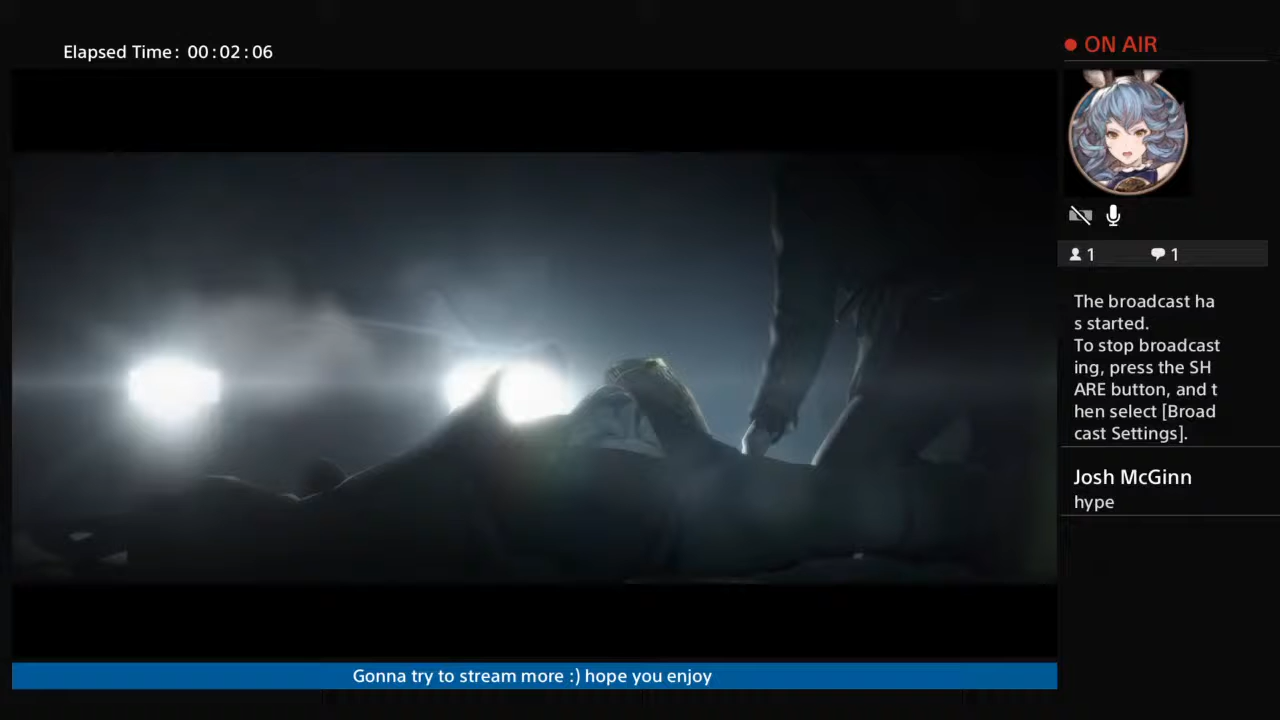 Elapsed Time: 00:02:06
ON AIR
1
1
The broadcast ha
s started.
To stop broadcast
ing, press the SH
ARE button, and t
hen select [Broad
cast Settings].
Josh McGinn
hype
Gonna try to stream more :) hope you enjoy